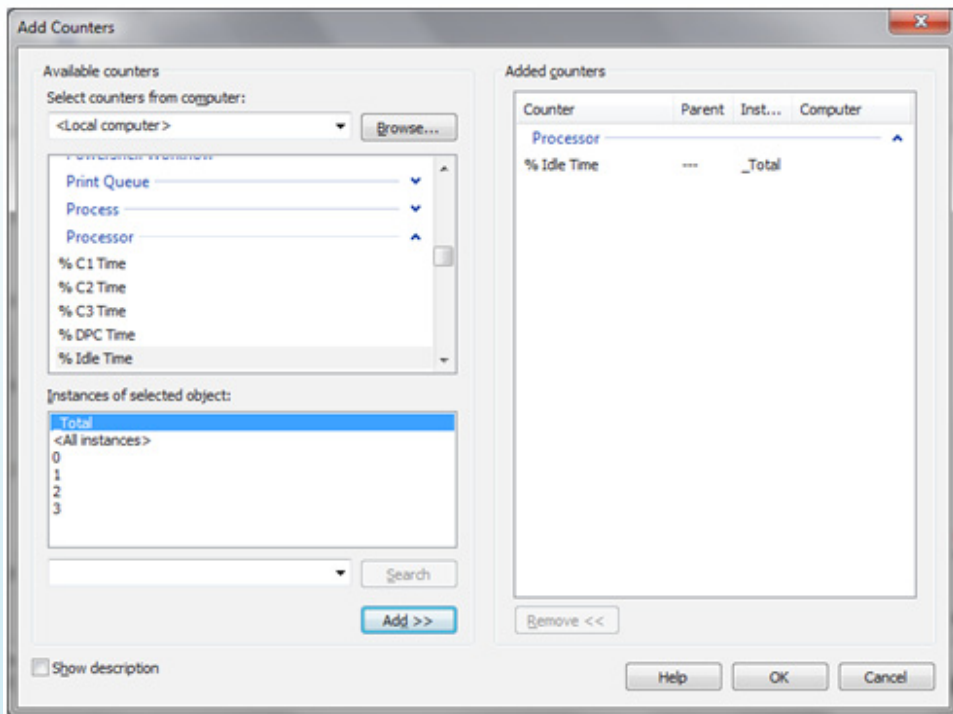 Add Counters
Available counters
Select counters from computer:
<Local computer>
Browse...
Powershell Workflow
Print Queue
Process
Processor
% C1 Time
% C2 Time
% C3 Time
% DPC Time
% Idle Time
Instances of selected object:
_Total
<All instances>
0
1
2
3
Search
Add >>
Show description
Added counters
Counter Parent Inst... Computer
Processor
% Idle Time --- _Total
Remove <<
Help OK Cancel